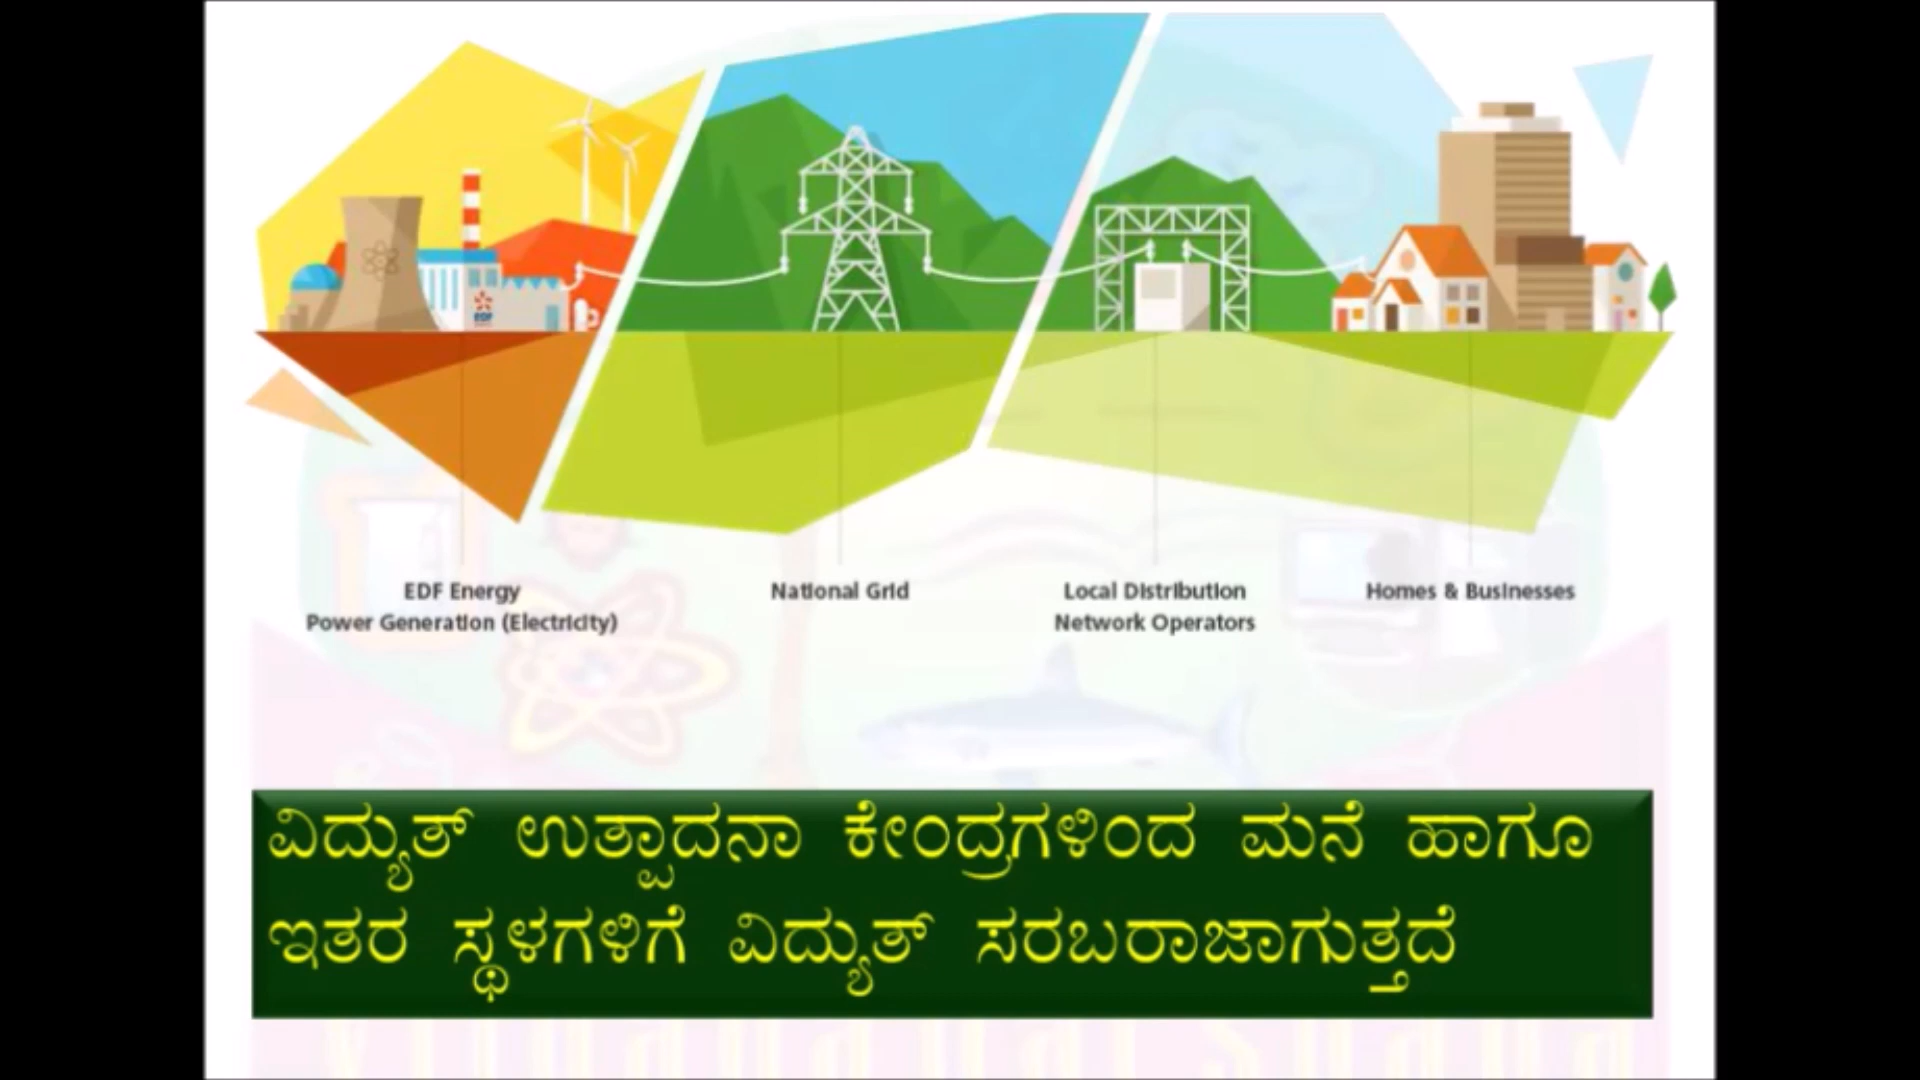 EDF
EDF Energy
Power Generation (Electricity)
National Grid
Local Distribution
Network Operators
Homes & Businesses
ವಿದ್ಯುತ್ ಉತ್ಪಾದನಾ ಕೇಂದ್ರಗಳಿಂದ ಮನೆ ಹಾಗೂ
ಇತರ ಸ್ಥಳಗಳಿಗೆ ವಿದ್ಯುತ್ ಸರಬರಾಜಾಗುತ್ತದೆ